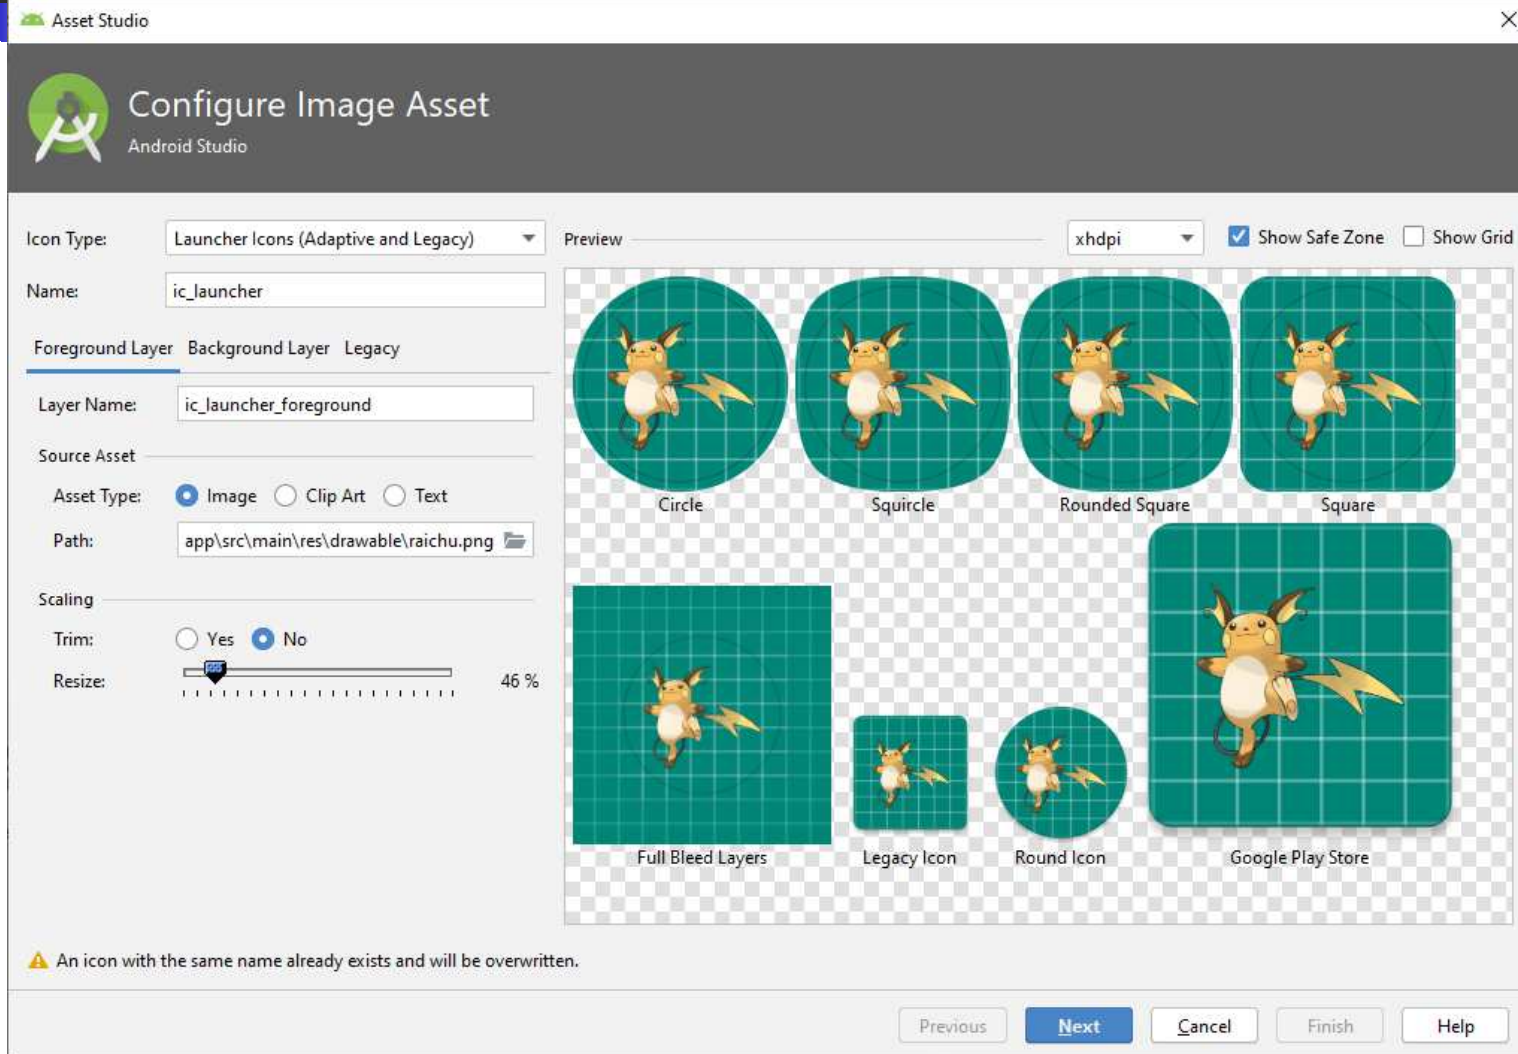 Asset Studio
Configure Image Asset
Android Studio
Icon Type: Launcher Icons (Adaptive and Legacy)
Preview xhdpi Show Safe Zone Show Grid
Name: ic_launcher
Foreground Layer Background Layer Legacy
Layer Name: ic_launcher_foreground
Source Asset
Asset Type: Image Clip Art Text
Path: app\src\main\res\drawable\raichu.png
Scaling
Trim: Yes No
Resize: 46 %
Circle Squircle Rounded Square Square
Full Bleed Layers Legacy Icon Round Icon Google Play Store
An icon with the same name already exists and will be overwritten.
Previous Next Cancel Finish Help